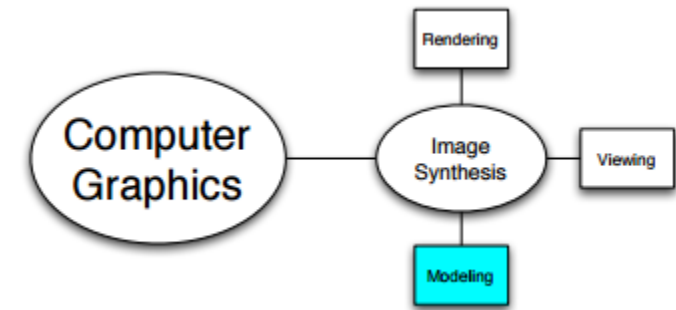 Rendering
Computer
Graphics
Image
Synthesis
Viewing
Modeling